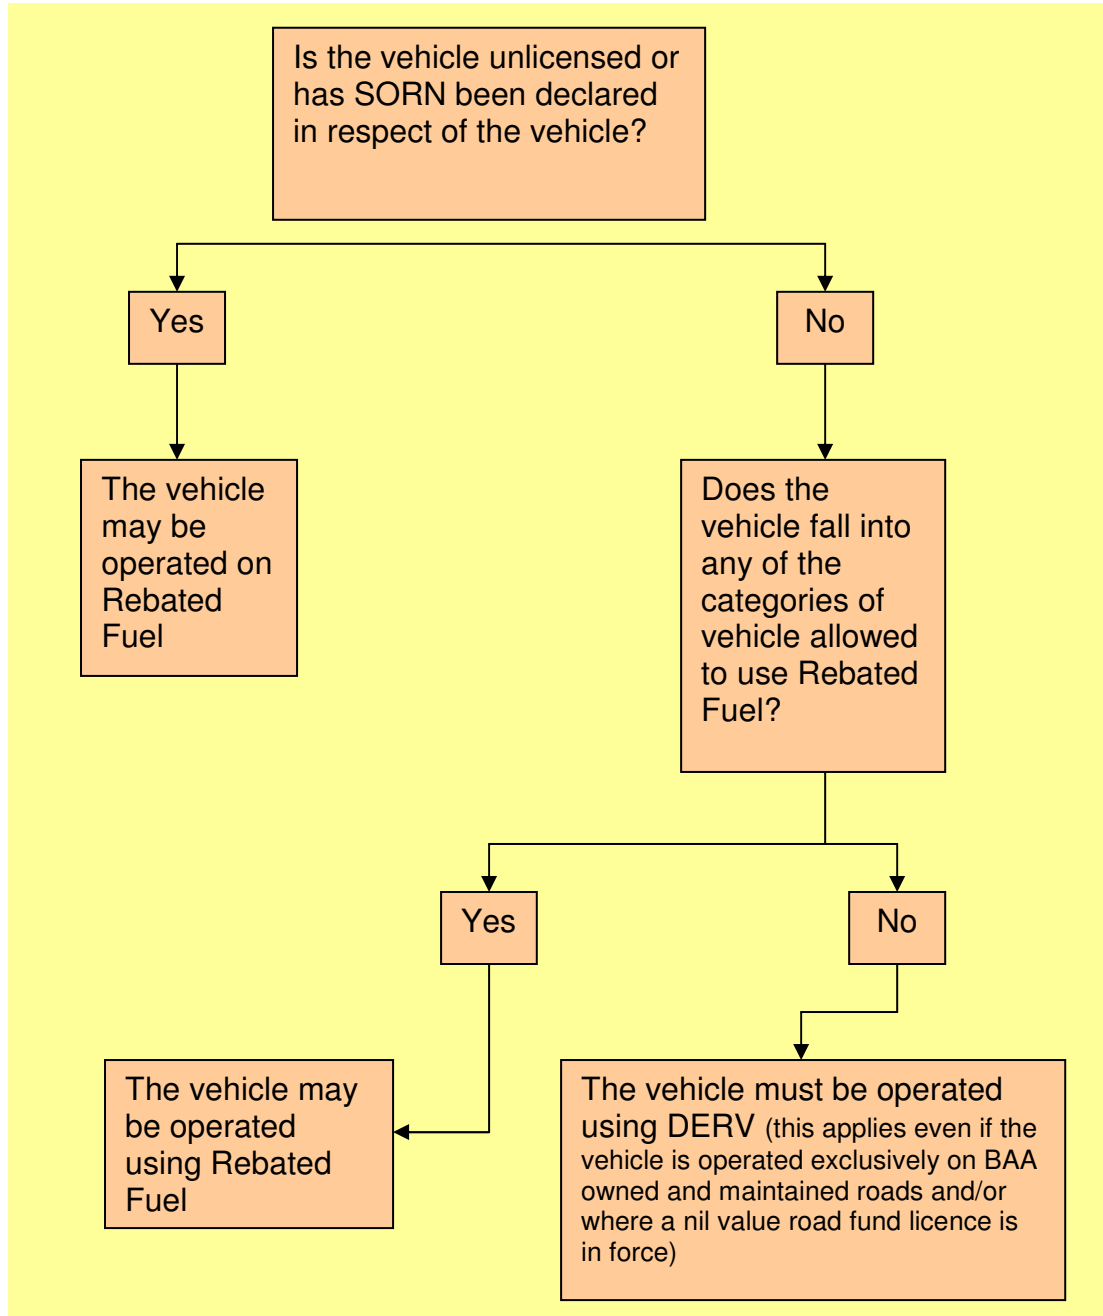 Is the vehicle unlicensed or
has SORN been declared
in respect of the vehicle?
Yes
No
The vehicle
may be
operated on
Rebated
Fuel
Does the
vehicle fall into
any of the
categories of
vehicle allowed
to use Rebated
Fuel?
Yes
No
The vehicle may
be operated
using Rebated
Fuel
The vehicle must be operated
using DERV (this applies even if the
vehicle is operated exclusively on BAA
owned and maintained roads and/or
where a nil value road fund licence is
in force)